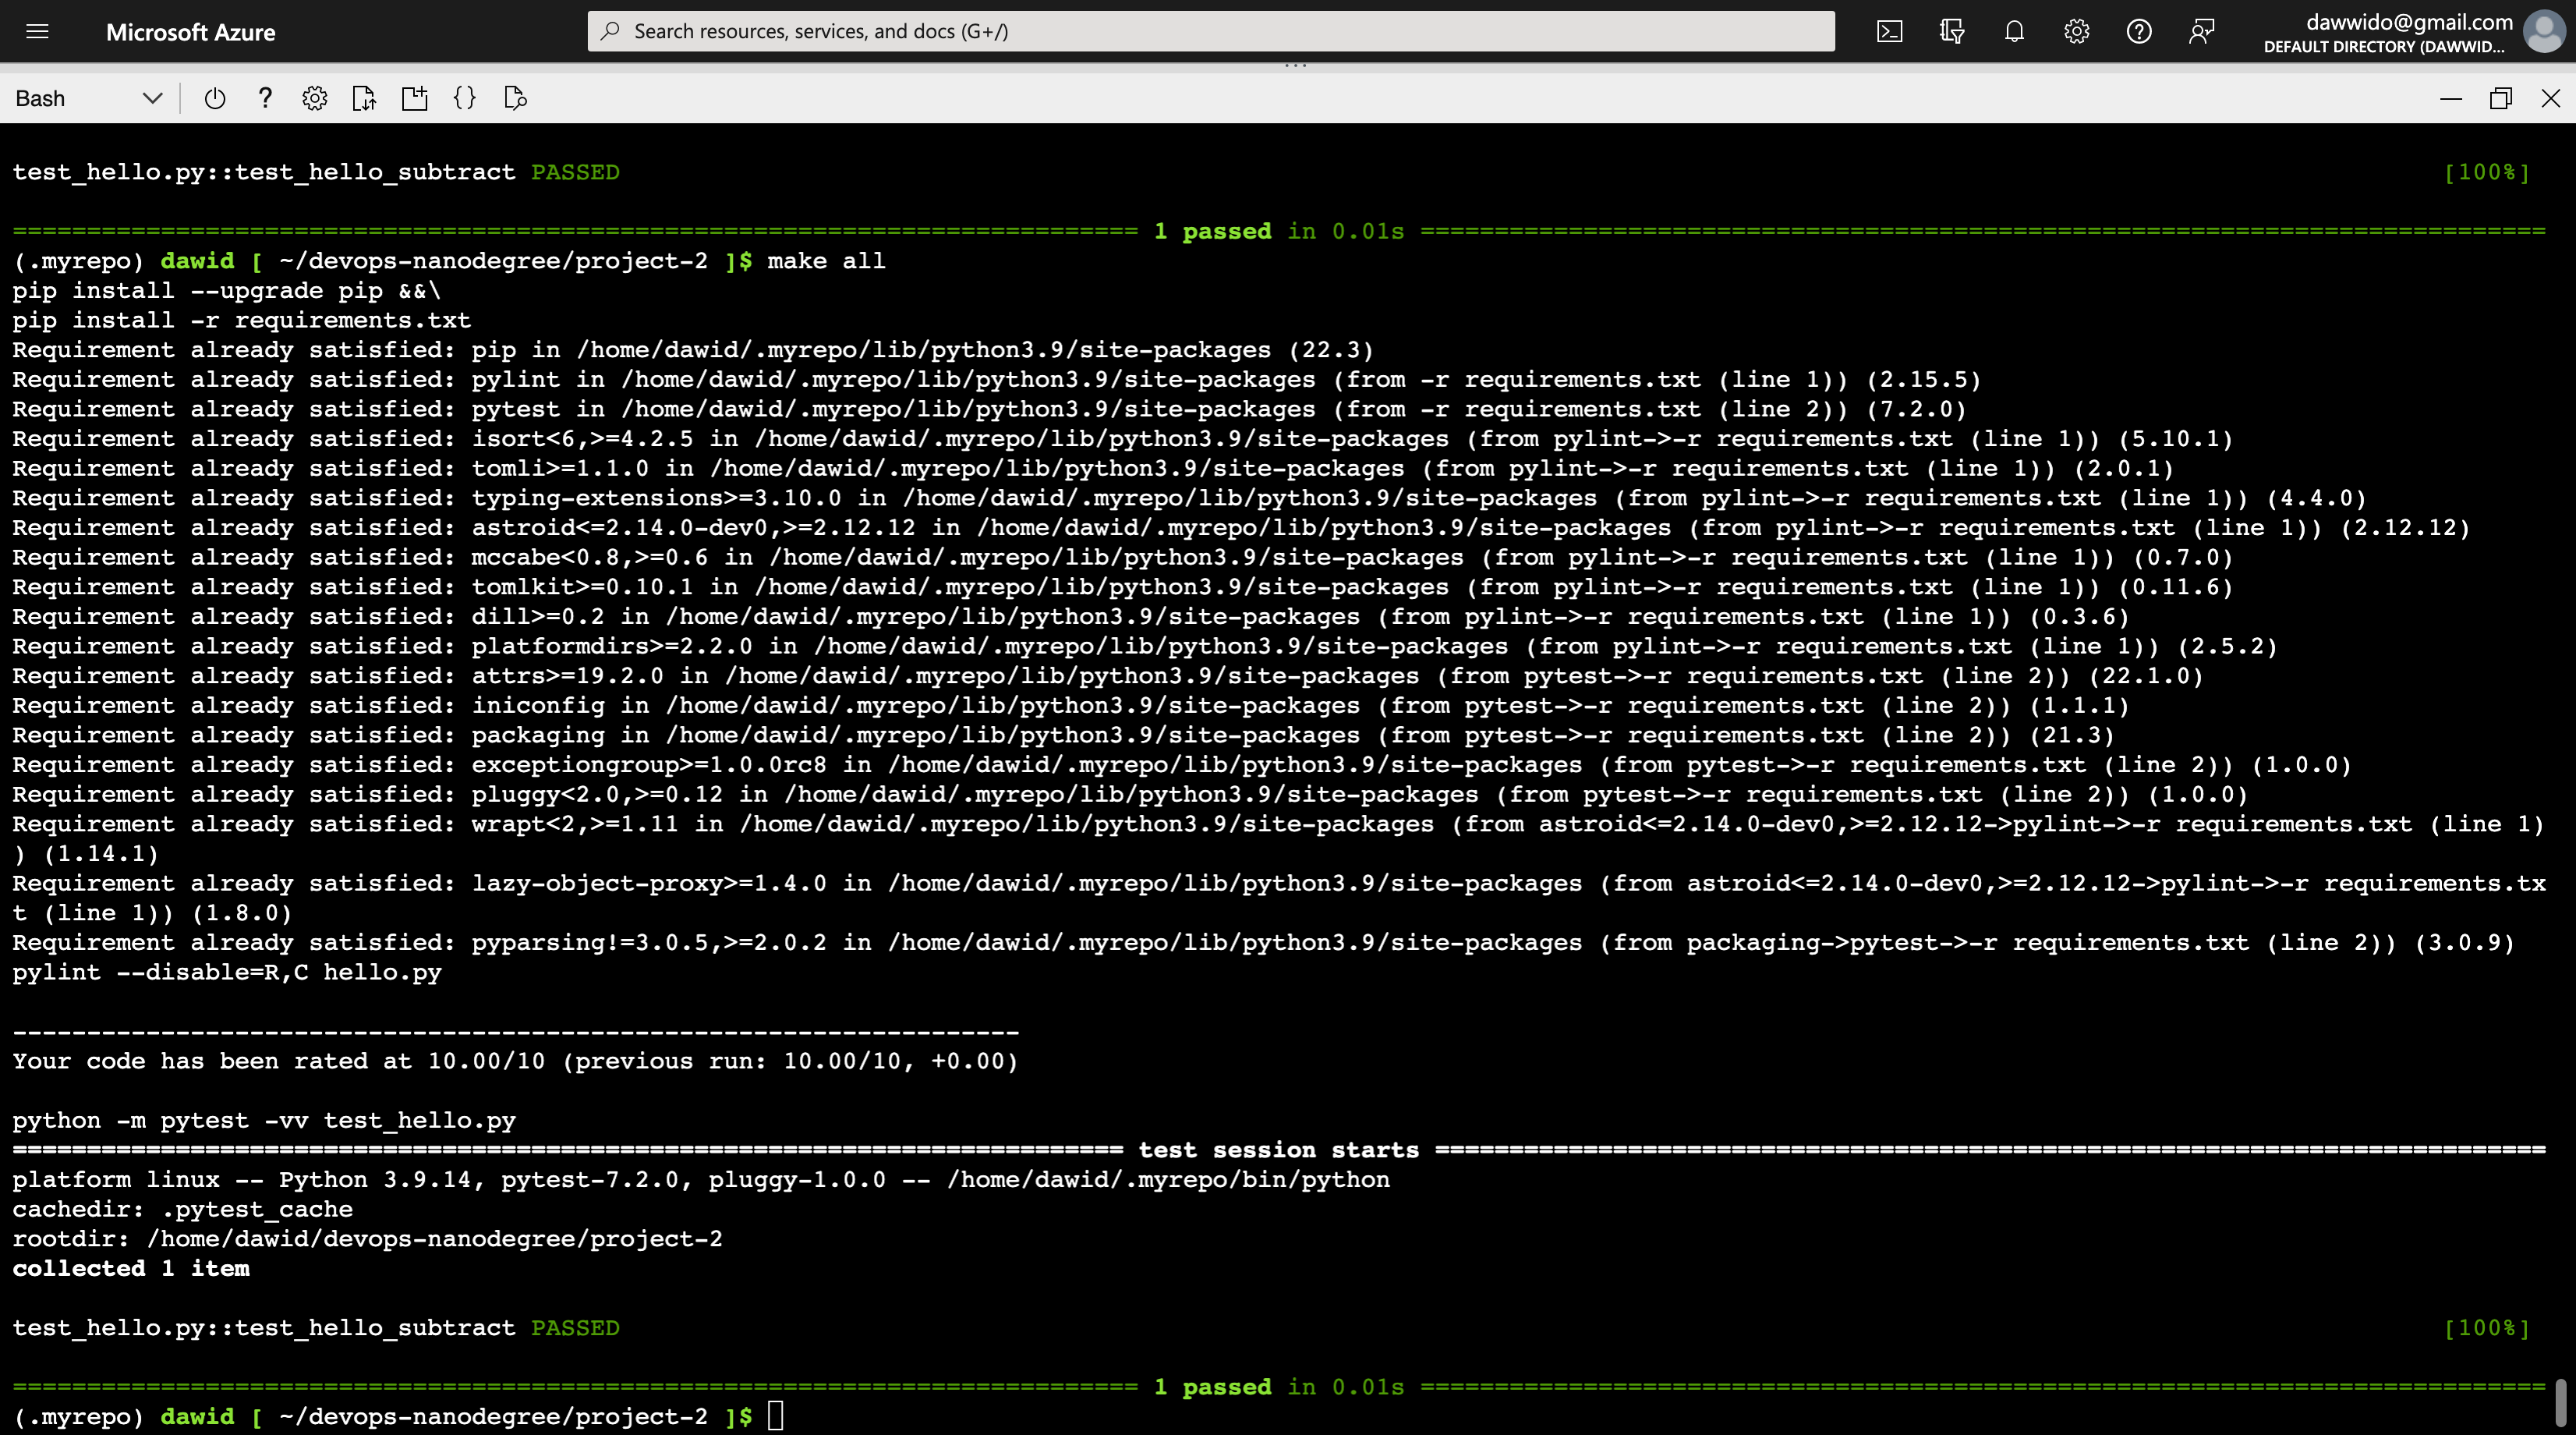 Microsoft Azure
Search resources, services, and docs (G+/)
dawwido@gmail.com
DEFAULT DIRECTORY (DAWWID...
Bash
test_hello.py::test_hello_subtract PASSED [100%]
============================================================================ 1 passed in 0.01s ============================================================================
(.myrepo) dawid [ ~/devops-nanodegree/project-2 ]$ make all
pip install --upgrade pip &&\
pip install -r requirements.txt
Requirement already satisfied: pip in /home/dawid/.myrepo/lib/python3.9/site-packages (22.3)
Requirement already satisfied: pylint in /home/dawid/.myrepo/lib/python3.9/site-packages (from -r requirements.txt (line 1)) (2.15.5)
Requirement already satisfied: pytest in /home/dawid/.myrepo/lib/python3.9/site-packages (from -r requirements.txt (line 2)) (7.2.0)
Requirement already satisfied: isort<6,>=4.2.5 in /home/dawid/.myrepo/lib/python3.9/site-packages (from pylint->-r requirements.txt (line 1)) (5.10.1)
Requirement already satisfied: tomli>=1.1.0 in /home/dawid/.myrepo/lib/python3.9/site-packages (from pylint->-r requirements.txt (line 1)) (2.0.1)
Requirement already satisfied: typing-extensions>=3.10.0 in /home/dawid/.myrepo/lib/python3.9/site-packages (from pylint->-r requirements.txt (line 1)) (4.4.0)
Requirement already satisfied: astroid<=2.14.0-dev0,>=2.12.12 in /home/dawid/.myrepo/lib/python3.9/site-packages (from pylint->-r requirements.txt (line 1)) (2.12.12)
Requirement already satisfied: mccabe<0.8,>=0.6 in /home/dawid/.myrepo/lib/python3.9/site-packages (from pylint->-r requirements.txt (line 1)) (0.7.0)
Requirement already satisfied: tomlkit>=0.10.1 in /home/dawid/.myrepo/lib/python3.9/site-packages (from pylint->-r requirements.txt (line 1)) (0.11.6)
Requirement already satisfied: dill>=0.2 in /home/dawid/.myrepo/lib/python3.9/site-packages (from pylint->-r requirements.txt (line 1)) (0.3.6)
Requirement already satisfied: platformdirs>=2.2.0 in /home/dawid/.myrepo/lib/python3.9/site-packages (from pylint->-r requirements.txt (line 1)) (2.5.2)
Requirement already satisfied: attrs>=19.2.0 in /home/dawid/.myrepo/lib/python3.9/site-packages (from pytest->-r requirements.txt (line 2)) (22.1.0)
Requirement already satisfied: iniconfig in /home/dawid/.myrepo/lib/python3.9/site-packages (from pytest->-r requirements.txt (line 2)) (1.1.1)
Requirement already satisfied: packaging in /home/dawid/.myrepo/lib/python3.9/site-packages (from pytest->-r requirements.txt (line 2)) (21.3)
Requirement already satisfied: exceptiongroup>=1.0.0rc8 in /home/dawid/.myrepo/lib/python3.9/site-packages (from pytest->-r requirements.txt (line 2)) (1.0.0)
Requirement already satisfied: pluggy<2.0,>=0.12 in /home/dawid/.myrepo/lib/python3.9/site-packages (from pytest->-r requirements.txt (line 2)) (1.0.0)
Requirement already satisfied: wrapt<2,>=1.11 in /home/dawid/.myrepo/lib/python3.9/site-packages (from astroid<=2.14.0-dev0,>=2.12.12->pylint->-r requirements.txt (line 1)
) (1.14.1)
Requirement already satisfied: lazy-object-proxy>=1.4.0 in /home/dawid/.myrepo/lib/python3.9/site-packages (from astroid<=2.14.0-dev0,>=2.12.12->pylint->-r requirements.tx
t (line 1)) (1.8.0)
Requirement already satisfied: pyparsing!=3.0.5,>=2.0.2 in /home/dawid/.myrepo/lib/python3.9/site-packages (from packaging->pytest->-r requirements.txt (line 2)) (3.0.9)
pylint --disable=R,C hello.py
--------------------------------------------------------------------
Your code has been rated at 10.00/10 (previous run: 10.00/10, +0.00)
python -m pytest -vv test_hello.py
=========================================================================== test session starts ===========================================================================
platform linux -- Python 3.9.14, pytest-7.2.0, pluggy-1.0.0 -- /home/dawid/.myrepo/bin/python
cachedir: .pytest_cache
rootdir: /home/dawid/devops-nanodegree/project-2
collected 1 item
test_hello.py::test_hello_subtract PASSED [100%]
============================================================================ 1 passed in 0.01s ============================================================================
(.myrepo) dawid [ ~/devops-nanodegree/project-2 ]$